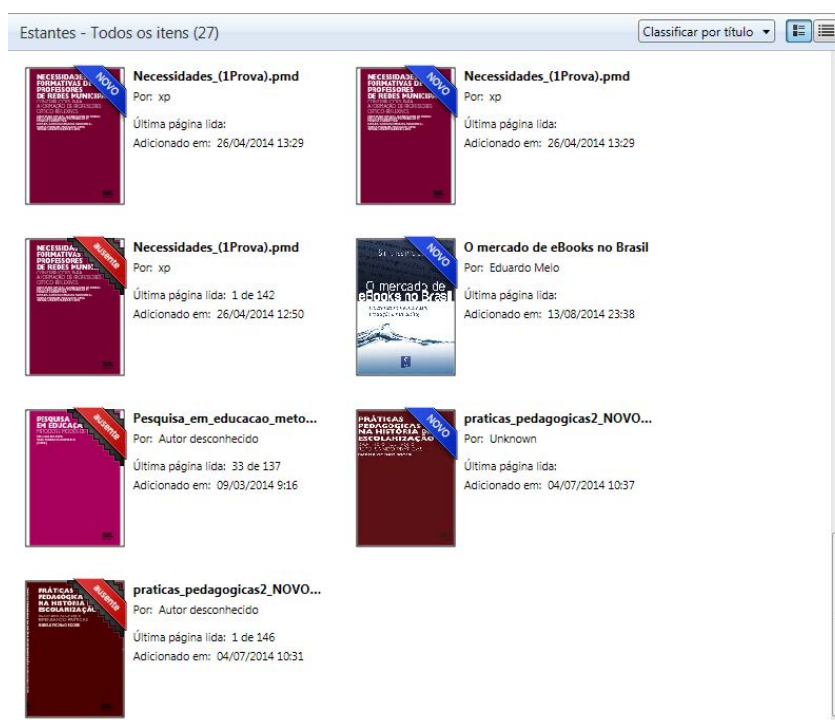 Estantes - Todos os itens (27)
Classificar por título
NOVO
NECESSIDADES
FORMATIVAS DE
PROFESSORES
DE REDES MUNICIPAIS
Necessidades_(1Prova).pmd
Por: xp
Última página lida:
Adicionado em: 26/04/2014 13:29
NOVO
NECESSIDADES
FORMATIVAS DE
PROFESSORES
DE REDES MUNICIPAIS
Necessidades_(1Prova).pmd
Por: xp
Última página lida:
Adicionado em: 26/04/2014 13:29
ausente
NECESSIDA
FORMATIVAS
PROFESSORES
DE REDES MUNIC
Necessidades_(1Prova).pmd
Por: xp
Última página lida: 1 de 142
Adicionado em: 26/04/2014 12:50
NOVO
O mercado de
eBooks no Brasil
O mercado de eBooks no Brasil
Por: Eduardo Melo
Última página lida:
Adicionado em: 13/08/2014 23:38
ausente
PESQUISA
EM EDUCAÇÃ
Pesquisa_em_educacao_meto...
Por: Autor desconhecido
Última página lida: 33 de 137
Adicionado em: 09/03/2014 9:16
NOVO
PRÁTICAS
PEDAGÓGICAS
NA HISTÓRIA D
ESCOLARIZAÇÃO
praticas_pedagogicas2_NOVO...
Por: Unknown
Última página lida:
Adicionado em: 04/07/2014 10:37
ausente
PRÁTICAS
PEDAGÓGICA
NA HISTÓRIA
ESCOLARIZAÇÃ
praticas_pedagogicas2_NOVO...
Por: Autor desconhecido
Última página lida: 1 de 146
Adicionado em: 04/07/2014 10:31